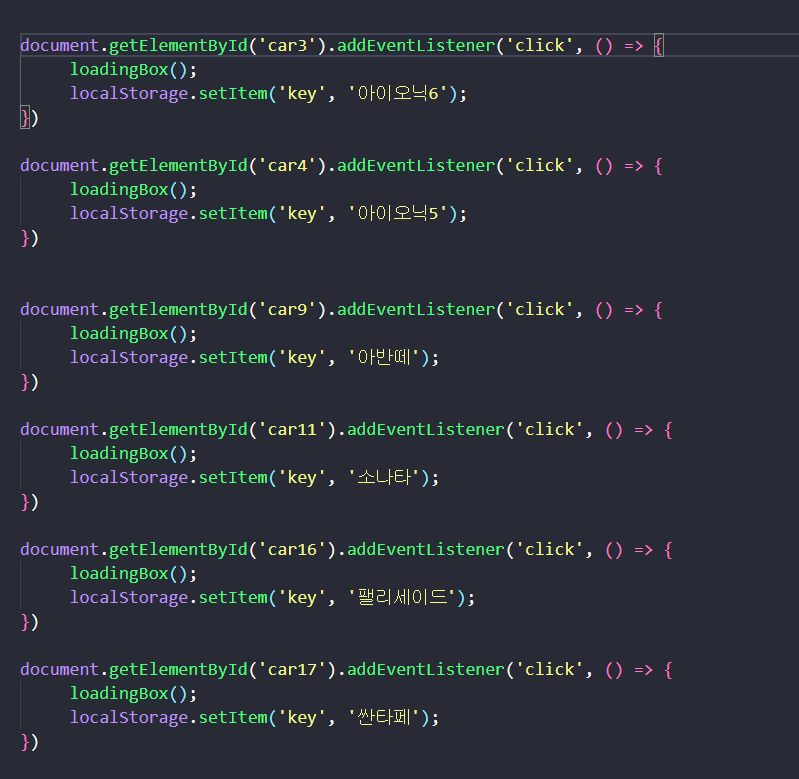 document.getElementById('car3').addEventListener('click', () => {
loadingBox();
localStorage.setItem('key', '아이오닉6');
})
document.getElementById('car4').addEventListener('click', () => {
loadingBox();
localStorage.setItem('key', '아이오닉5');
})
document.getElementById('car9').addEventListener('click', () => {
loadingBox();
localStorage.setItem('key', '아반떼');
})
document.getElementById('car11').addEventListener('click', () => {
loadingBox();
localStorage.setItem('key', '소나타');
})
document.getElementById('car16').addEventListener('click', () => {
loadingBox();
localStorage.setItem('key', '팰리세이드');
})
document.getElementById('car17').addEventListener('click', () => {
loadingBox();
localStorage.setItem('key', '싼타페');
})